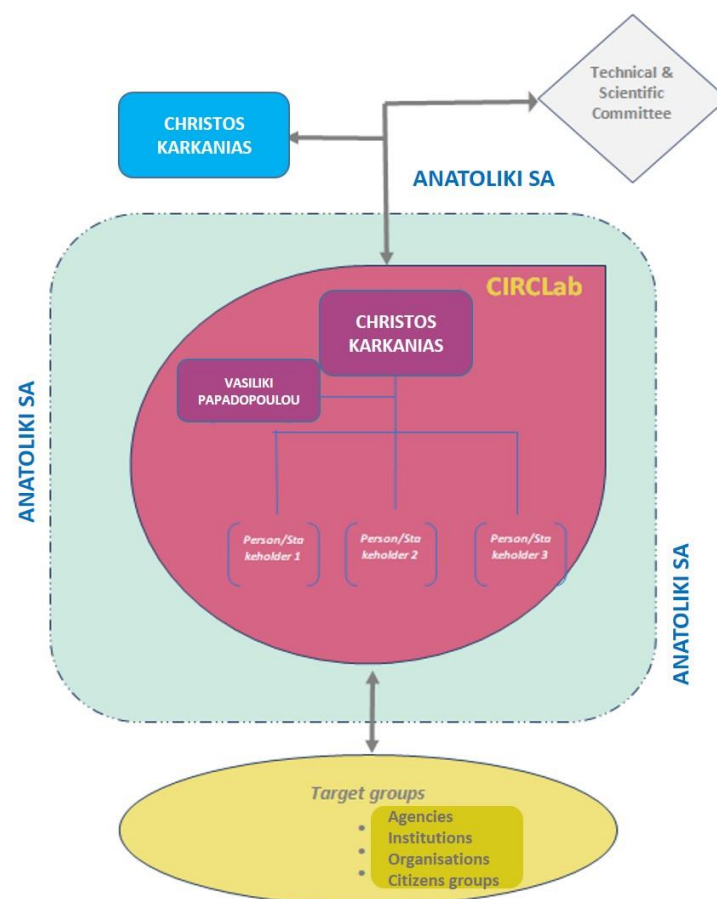 Technical &
Scientific
Committee
CHRISTOS
KARKANIAS
ANATOLIKI SA
CIRCLab
CHRISTOS
KARKANIAS
VASILIKI
PAPADOPOULOU
ANATOLIKI SA
Person/Sta
keholder 1
Person/Sta
keholder 2
Person/Sta
keholder 3
ANATOLIKI SA
Target groups
• Agencies
Institutions
• Organisations
• Citizens groups